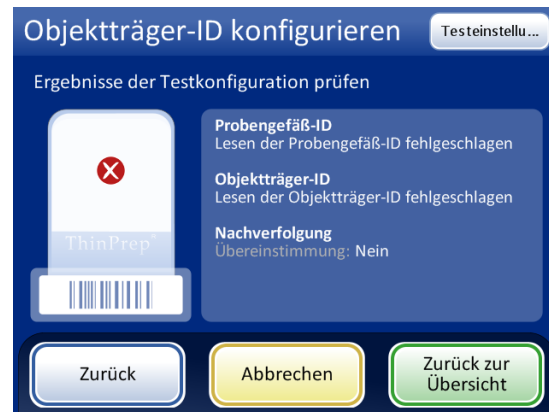 Objektträger-ID konfigurieren
Testeinstellu...
Ergebnisse der Testkonfiguration prüfen
ThinPrep®
Probengefäß-ID
Lesen der Probengefäß-ID fehlgeschlagen
Objektträger-ID
Lesen der Objektträger-ID fehlgeschlagen
Nachverfolgung
Übereinstimmung: Nein
Zurück
Abbrechen
Zurück zur
Übersicht